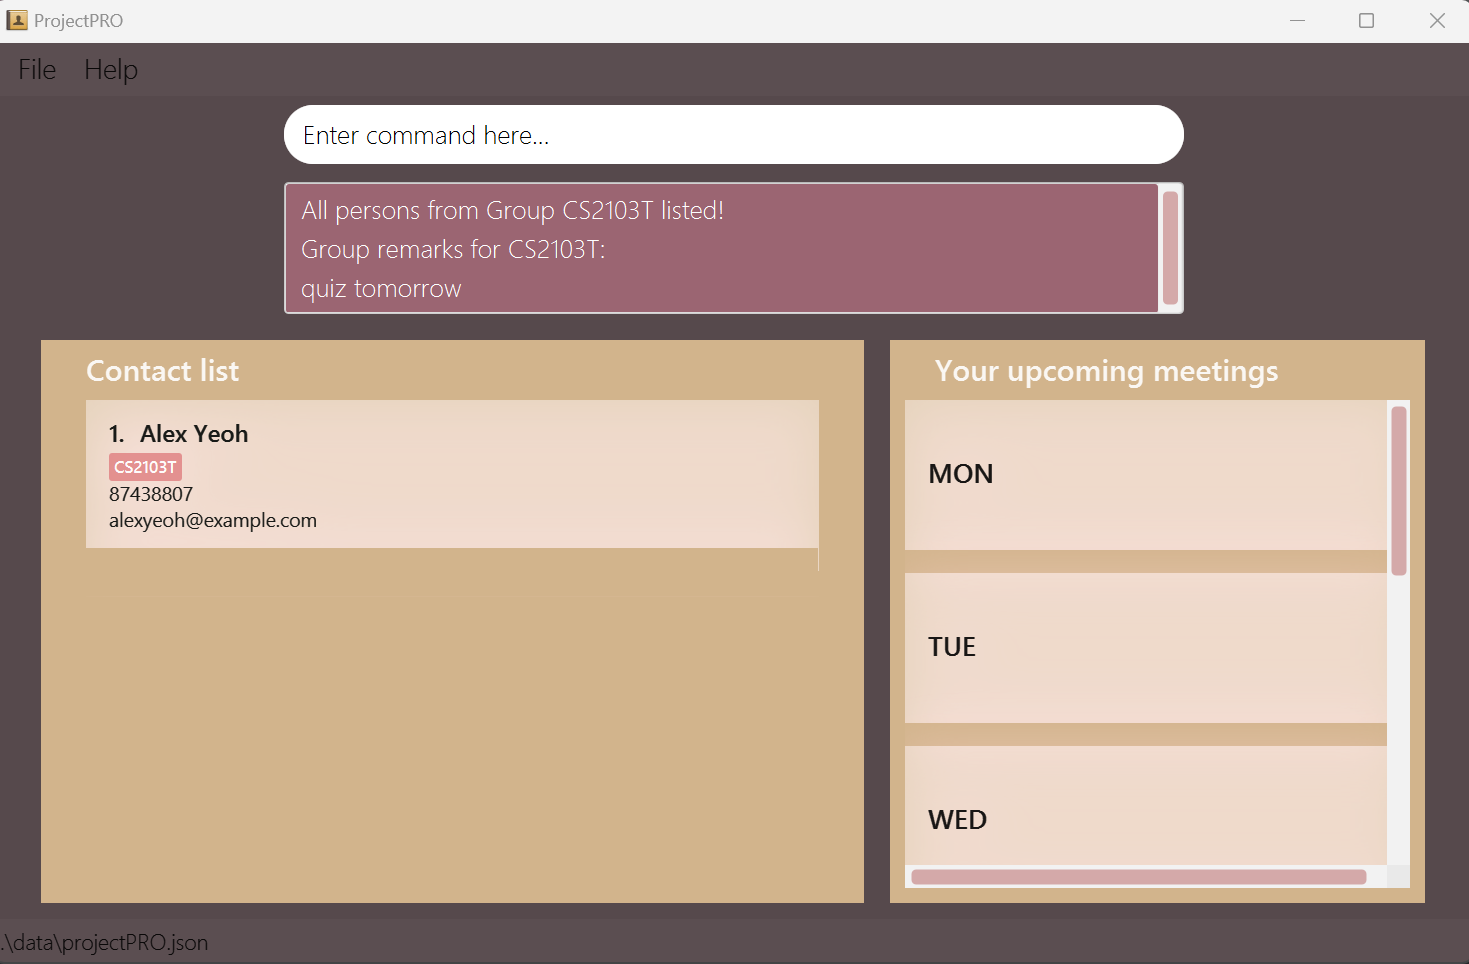 ProjectPRO
File Help
Enter command here...
All persons from Group CS2103T listed!
Group remarks for CS2103T:
quiz tomorrow
Contact list
1. Alex Yeoh
CS2103T
87438807
alexyeoh@example.com
Your upcoming meetings
MON
TUE
WED
.\data\projectPRO.json